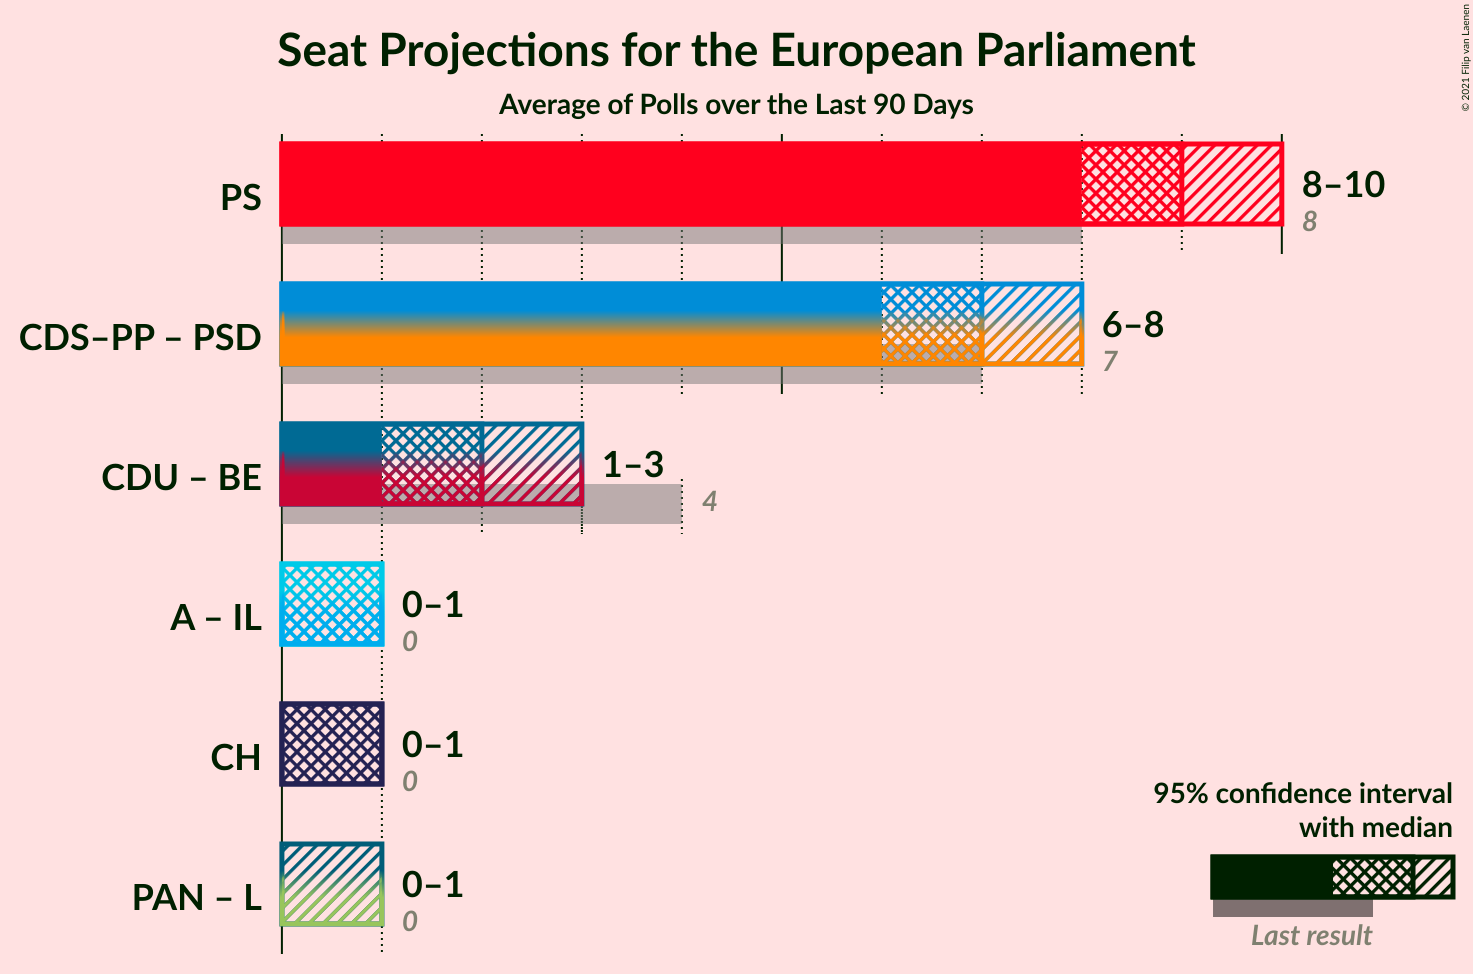 Seat Projections for the European Parliament
Average of Polls over the Last 90 Days
© 2021 Filip van Laenen
PS
8–10
8
CDS–PP – PSD
6–8
7
CDU – BE
1–3
4
A – IL
0–1
0
CH
0–1
0
PAN – L
0–1
0
95% confidence interval
with median
Last result